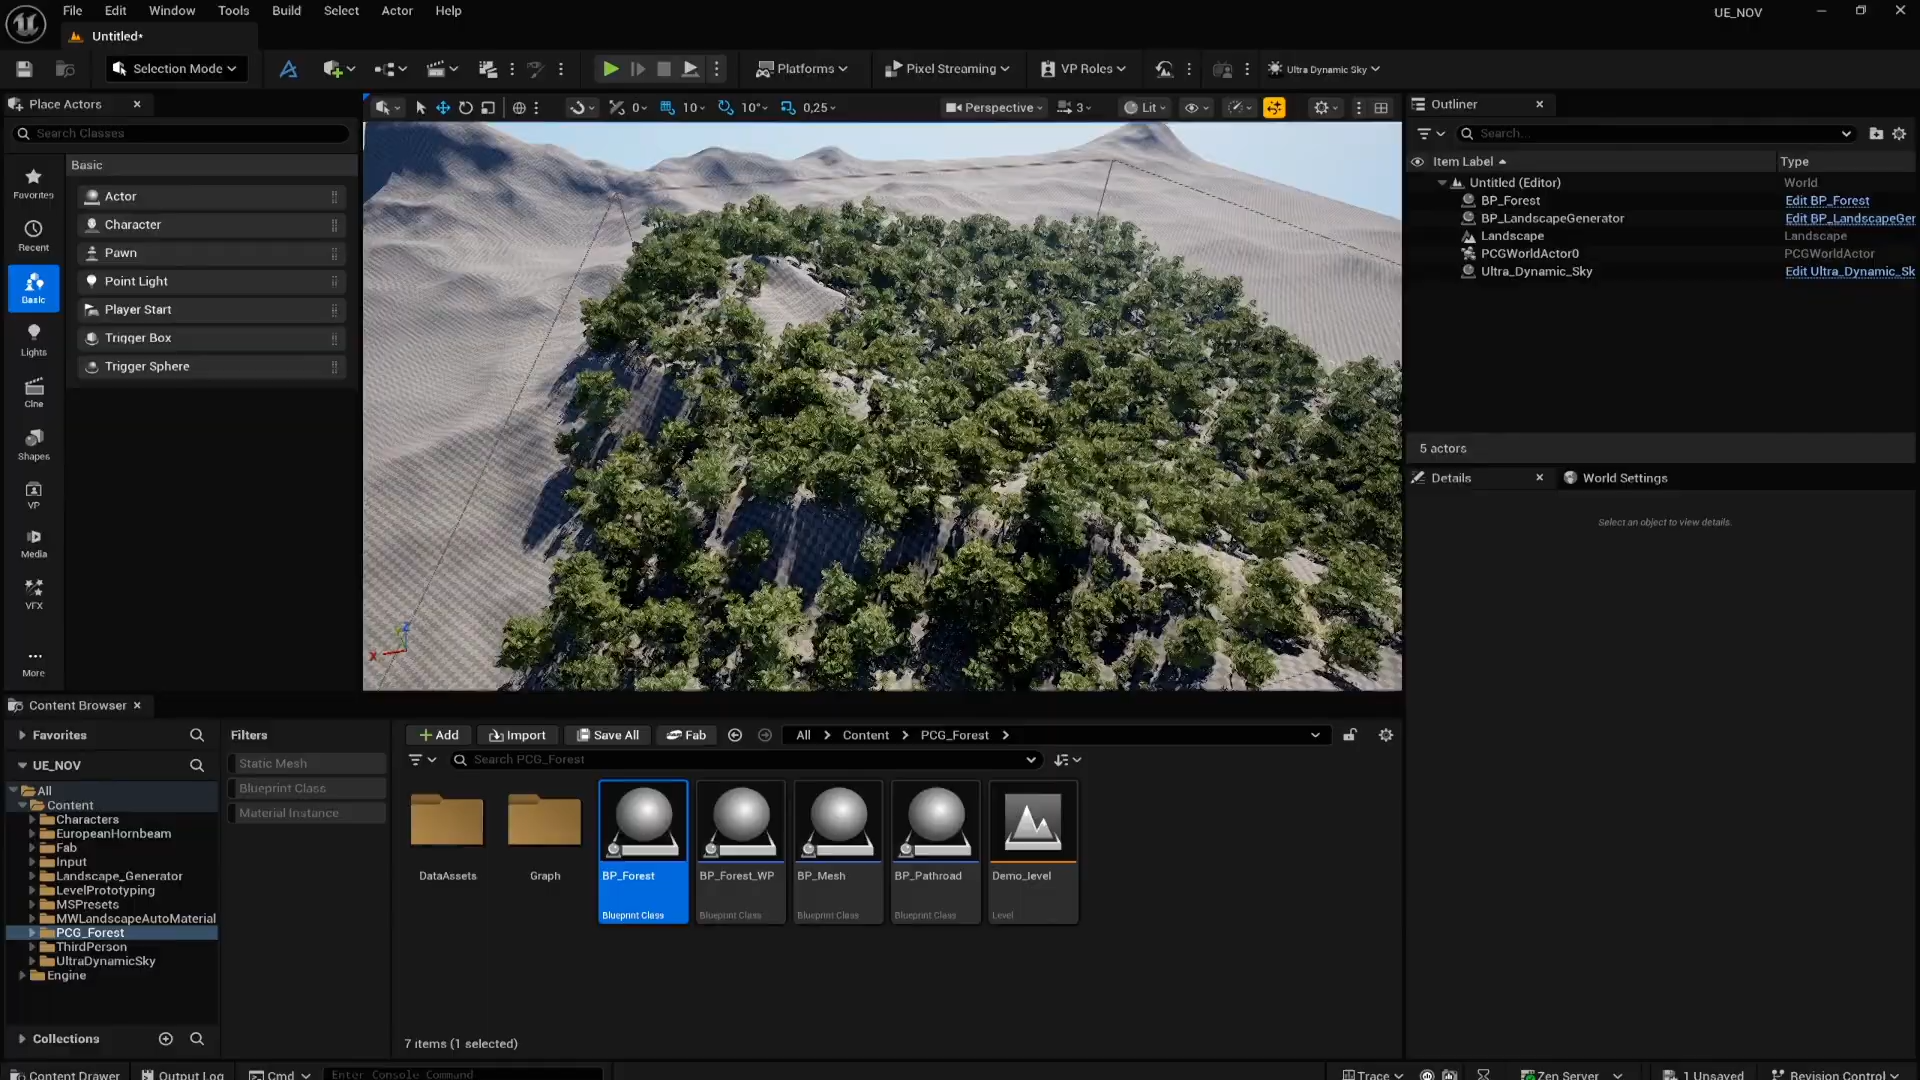 File Edit Window Tools Build Select Actor Help
UE_NOV
Untitled*
Selection Mode
Platforms
Pixel Streaming
VP Roles
Ultra Dynamic Sky
Place Actors
Search Classes
Basic
Favorites
Recent
Basic
Lights
Cine
Shapes
VP
Media
VFX
More
Actor
Character
Pawn
Point Light
Player Start
Trigger Box
Trigger Sphere
0
10
10°
0,25
Perspective
3
Lit
X
Z
Outliner
Search...
Item Label Type
Untitled (Editor) World
BP_Forest Edit BP_Forest
BP_LandscapeGenerator Edit BP_LandscapeGer
Landscape Landscape
PCGWorldActor0 PCGWorldActor
Ultra_Dynamic_Sky Edit Ultra_Dynamic_Sk
5 actors
Details
World Settings
Select an object to view details.
Content Browser
Favorites
UE_NOV
All
Content
Characters
EuropeanHornbeam
Fab
Input
Landscape_Generator
LevelPrototyping
MSPresets
MWLandscapeAutoMaterial
PCG_Forest
ThirdPerson
UltraDynamicSky
Engine
Collections
Filters
Static Mesh
Blueprint Class
Material Instance
Add Import Save All Fab All > Content > PCG_Forest >
Search PCG_Forest
DataAssets
Graph
BP_Forest
Blueprint Class
BP_Forest_WP
Blueprint Class
BP_Mesh
Blueprint Class
BP_Pathroad
Blueprint Class
Demo_level
Level
7 items (1 selected)
Content Drawer Output Log Cmd Enter Console Command
Trace Zen Server 1 Unsaved Revision Control